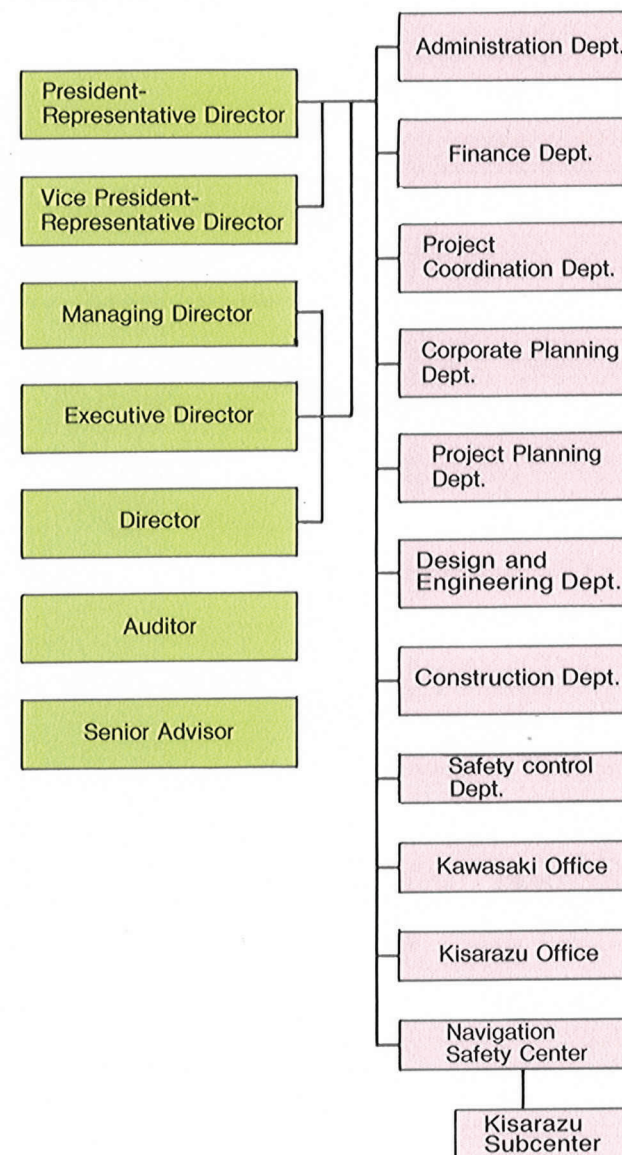 President-
Representative Director
Vice President-
Representative Director
Managing Director
Executive Director
Director
Auditor
Senior Advisor
Administration Dept.
Finance Dept.
Project
Coordination Dept.
Corporate Planning
Dept.
Project Planning
Dept.
Design and
Engineering Dept.
Construction Dept.
Safety control
Dept.
Kawasaki Office
Kisarazu Office
Navigation
Safety Center
Kisarazu
Subcenter